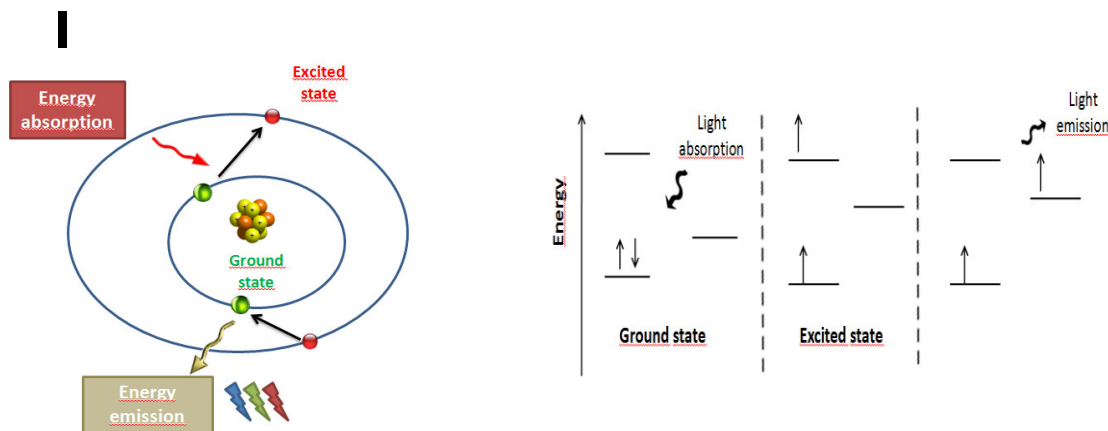 I
Excited
state
Energy
absorption
Ground
state
Energy
emission
Energy
Light
absorption
Light
emission
Ground state
Excited state